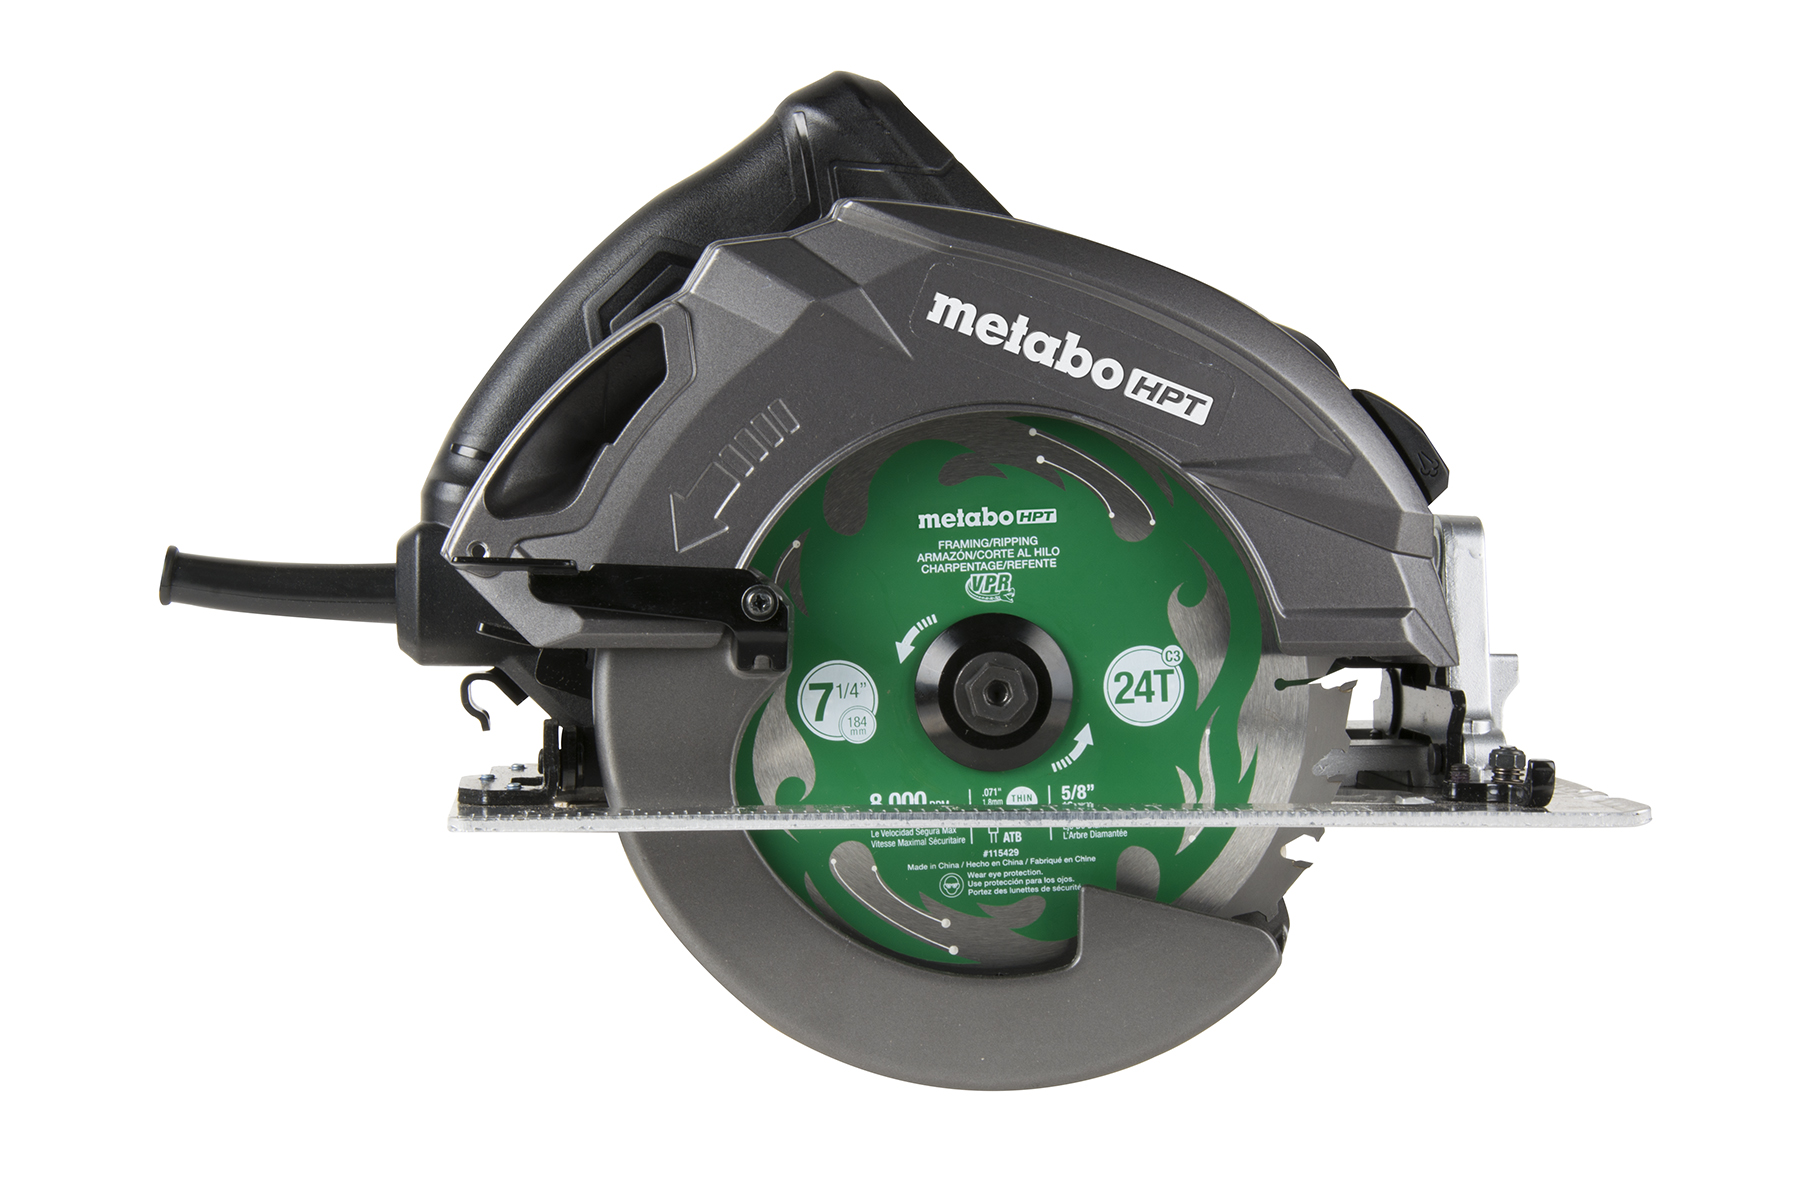 metabo HPT
metabo HPT
FRAMING/RIPPING
ARMAZÓN/CORTE AL HILO
CHARPENTAGE/REFENTE
VPR
7 1/4"
184
mm
C3
24T
8,000 RPM
.071"
1.8mm
THIN
5/8"
Le Velocidad Segura Max
Vitesse Maximal Sécuritaire
ATB
L'Arbre Diamantée
#115429
Made in China / Hecho en China / Fabriqué en Chine
Wear eye protection.
Use protección para los ojos.
Portez des lunettes de sécurité